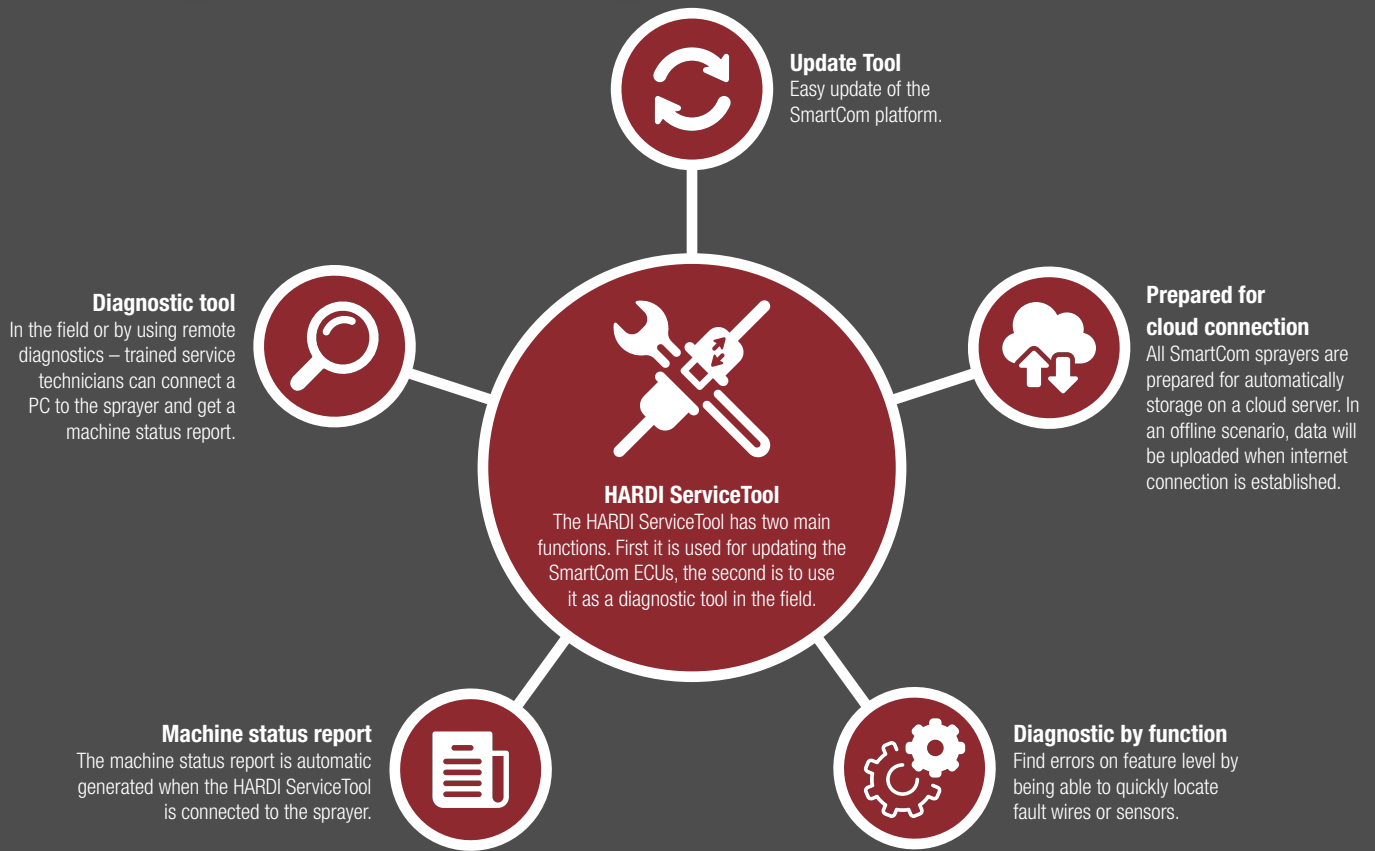 Update Tool
Easy update of the
SmartCom platform.
Diagnostic tool
In the field or by using remote
diagnostics – trained service
technicians can connect a
PC to the sprayer and get a
machine status report.
Prepared for
cloud connection
All SmartCom sprayers are
prepared for automatically
storage on a cloud server. In
an offline scenario, data will
be uploaded when internet
connection is established.
HARDI ServiceTool
The HARDI ServiceTool has two main
functions. First it is used for updating the
SmartCom ECUs, the second is to use
it as a diagnostic tool in the field.
Machine status report
The machine status report is automatic
generated when the HARDI ServiceTool
is connected to the sprayer.
Diagnostic by function
Find errors on feature level by
being able to quickly locate
fault wires or sensors.